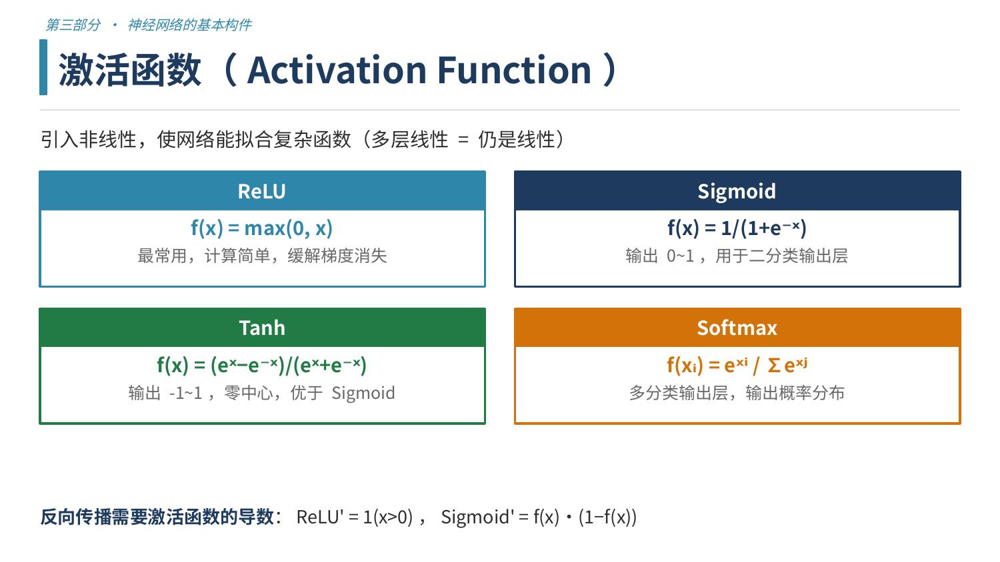 第三部分 · 神经网络的基本构件
激活函数（Activation Function）
引入非线性，使网络能拟合复杂函数（多层线性 = 仍是线性）
ReLU
f(x) = max(0, x)
最常用，计算简单，缓解梯度消失
Sigmoid
f(x) = 1/(1+e⁻ˣ)
输出 0~1，用于二分类输出层
Tanh
f(x) = (eˣ−e⁻ˣ)/(eˣ+e⁻ˣ)
输出 -1~1，零中心，优于 Sigmoid
Softmax
f(xᵢ) = eˣⁱ / Σeˣʲ
多分类输出层，输出概率分布
反向传播需要激活函数的导数： ReLU' = 1(x>0) ， Sigmoid' = f(x)·(1−f(x))